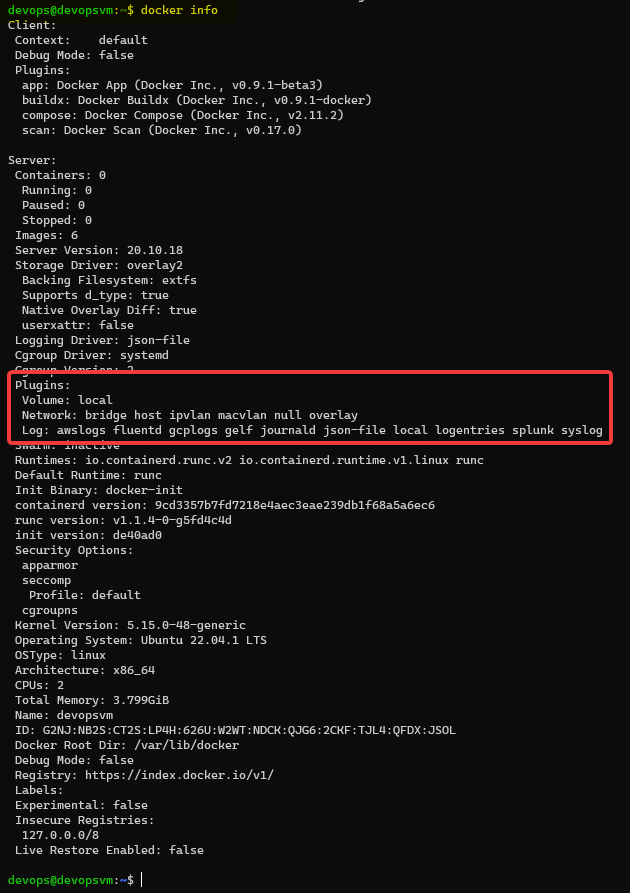 devops@devopsvm:~$ docker info
Client:
 Context:    default
 Debug Mode: false
 Plugins:
  app: Docker App (Docker Inc., v0.9.1-beta3)
  buildx: Docker Buildx (Docker Inc., v0.9.1-docker)
  compose: Docker Compose (Docker Inc., v2.11.2)
  scan: Docker Scan (Docker Inc., v0.17.0)

Server:
 Containers: 0
  Running: 0
  Paused: 0
  Stopped: 0
 Images: 6
 Server Version: 20.10.18
 Storage Driver: overlay2
  Backing Filesystem: extfs
  Supports d_type: true
  Native Overlay Diff: true
  userxattr: false
 Logging Driver: json-file
 Cgroup Driver: systemd
 Cgroup Version: 2
 Plugins:
  Volume: local
  Network: bridge host ipvlan macvlan null overlay
  Log: awslogs fluentd gcplogs gelf journald json-file local logentries splunk syslog
 Swarm: inactive
 Runtimes: io.containerd.runc.v2 io.containerd.runtime.v1.linux runc
 Default Runtime: runc
 Init Binary: docker-init
 containerd version: 9cd3357b7fd7218e4aec3eae239db1f68a5a6ec6
 runc version: v1.1.4-0-g5fd4c4d
 init version: de40ad0
 Security Options:
  apparmor
  seccomp
   Profile: default
  cgroupns
 Kernel Version: 5.15.0-48-generic
 Operating System: Ubuntu 22.04.1 LTS
 OSType: linux
 Architecture: x86_64
 CPUs: 2
 Total Memory: 3.799GiB
 Name: devopsvm
 ID: G2NJ:NB2S:CT2S:LP4H:626U:W2WT:NDCK:QJG6:2CKF:TJL4:QFDX:JSOL
 Docker Root Dir: /var/lib/docker
 Debug Mode: false
 Registry: https://index.docker.io/v1/
 Labels:
 Experimental: false
 Insecure Registries:
  127.0.0.0/8
 Live Restore Enabled: false

devops@devopsvm:~$